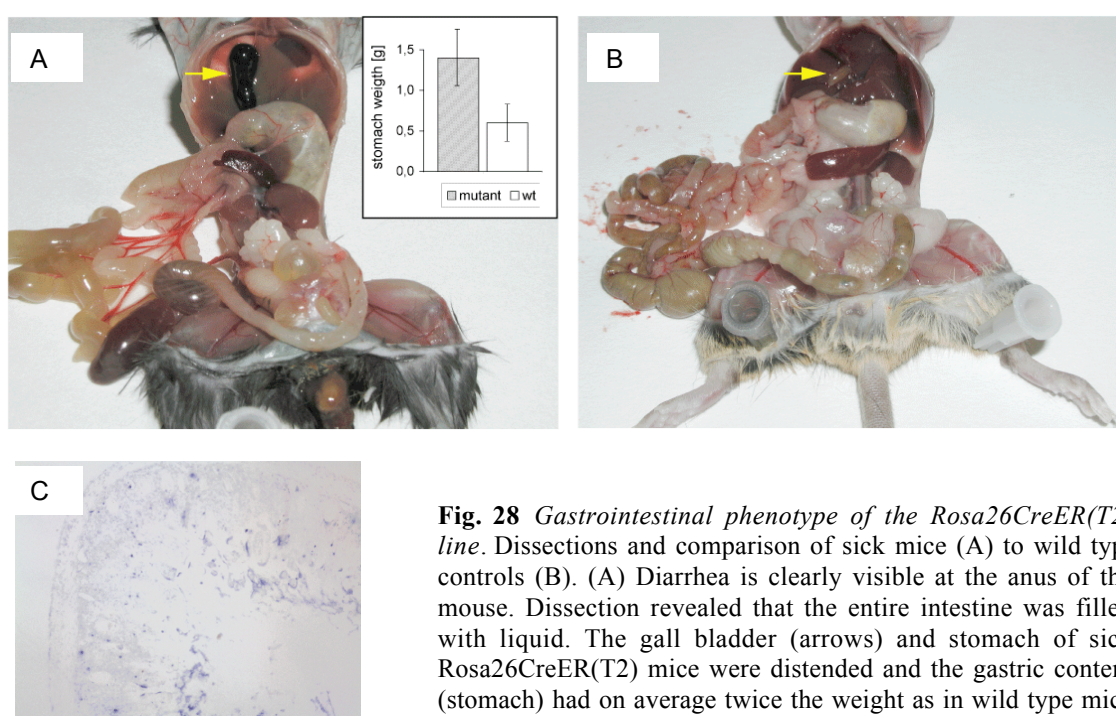 A
stomach weigth [g]
1,5
1,0
0,5
0,0
mutant
wt
B
C
Fig. 28 Gastrointestinal phenotype of the Rosa26CreER(T2
line. Dissections and comparison of sick mice (A) to wild typ
controls (B). (A) Diarrhea is clearly visible at the anus of th
mouse. Dissection revealed that the entire intestine was fille
with liquid. The gall bladder (arrows) and stomach of sic
Rosa26CreER(T2) mice were distended and the gastric conten
(stomach) had on average twice the weight as in wild type mic